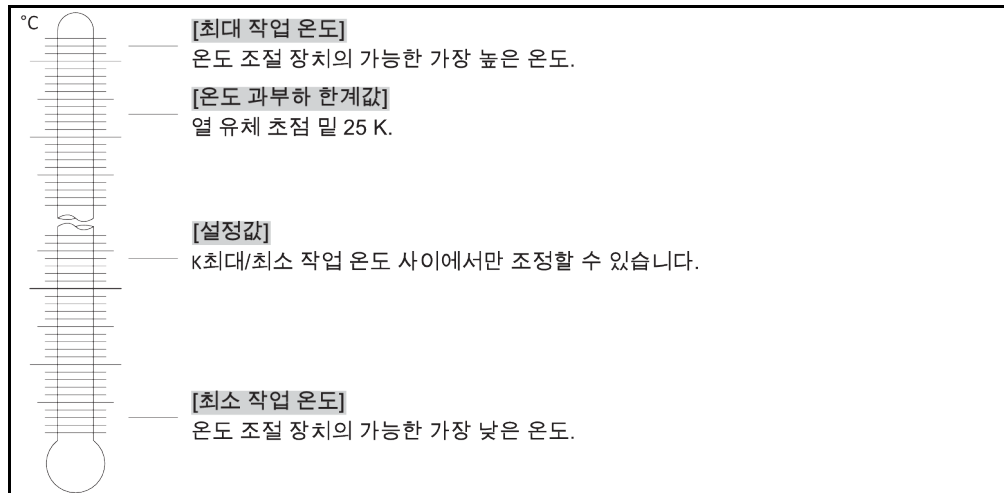 °C
[최대 작업 온도]
온도 조절 장치의 가능한 가장 높은 온도.
[온도 과부하 한계값]
열 유체 초점 밑 25 K.
[설정값]
K최대/최소 작업 온도 사이에서만 조정할 수 있습니다.
[최소 작업 온도]
온도 조절 장치의 가능한 가장 낮은 온도.